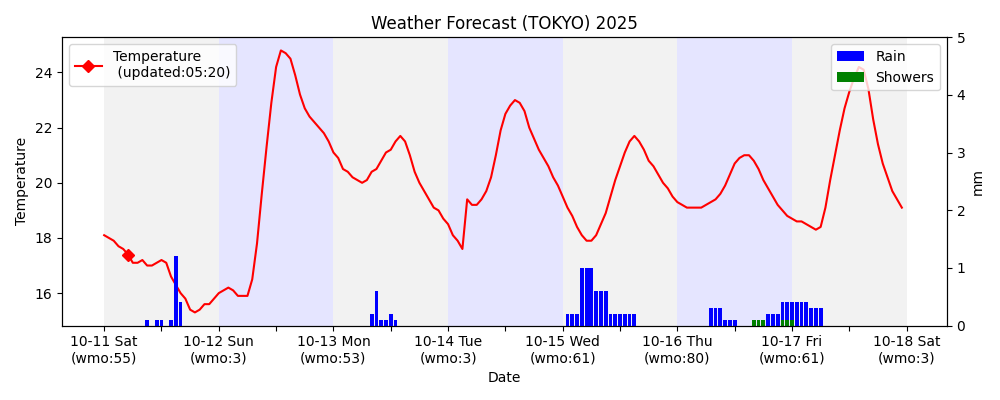 Weather Forecast (TOKYO) 2025
Temperature
(updated:05:20)
Rain
Showers
Temperature
24
22
20
18
16
5
4
3
2
1
0
mm
10-11 Sat 10-12 Sun 10-13 Mon 10-14 Tue 10-15 Wed 10-16 Thu 10-17 Fri 10-18 Sat
(wmo:55) (wmo:3) (wmo:53) (wmo:3) (wmo:61) (wmo:80) (wmo:61) (wmo:3)
Date